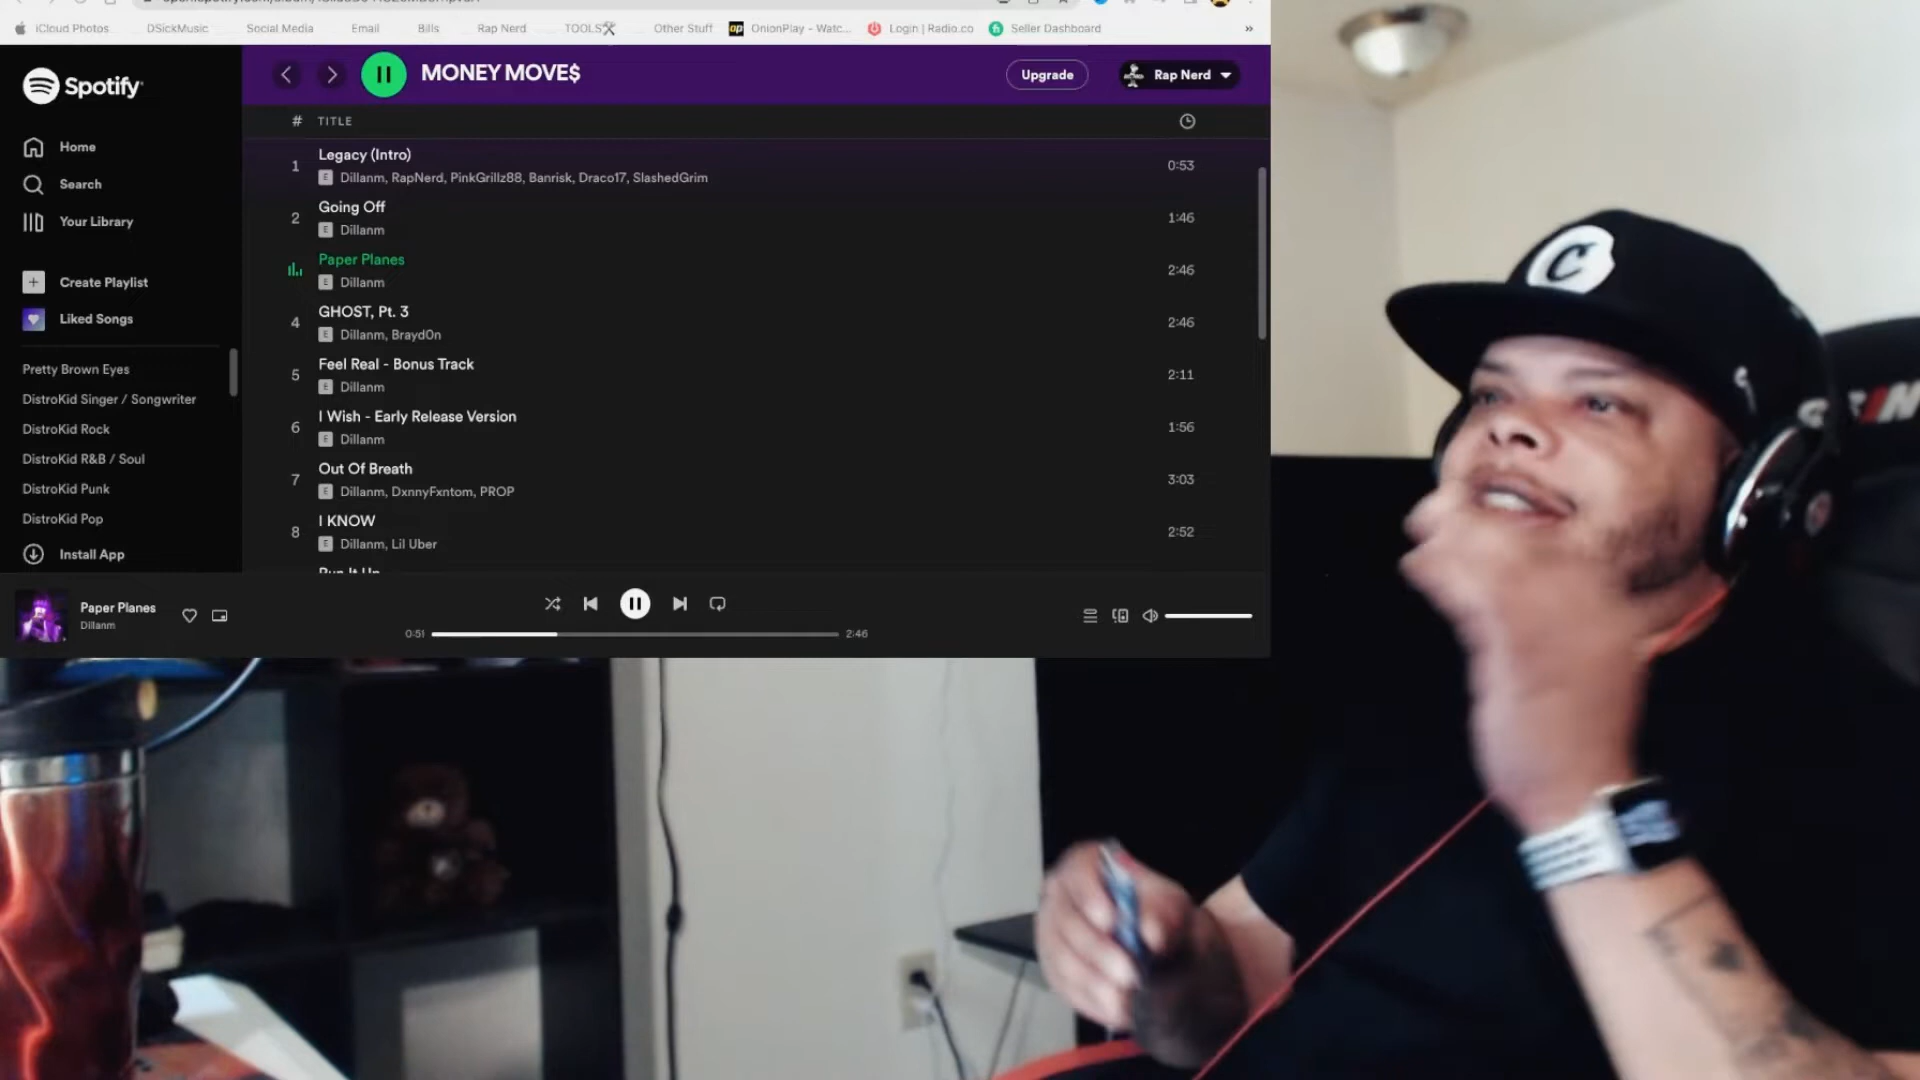 iCloud Photos DSickMusic Social Media Email Bills Rap Nerd TOOLS🛠 Other Stuff op OnionPlay - Watc... Login | Radio.co Seller Dashboard »
Spotify
MONEY MOVE$
Upgrade
Rap Nerd
Home
Search
Your Library
Create Playlist
Liked Songs
Pretty Brown Eyes
DistroKid Singer / Songwriter
DistroKid Rock
DistroKid R&B / Soul
DistroKid Punk
DistroKid Pop
Install App
# TITLE
1 Legacy (Intro) 0:53
E Dillanm, RapNerd, PinkGrillz88, Banrisk, Draco17, SlashedGrim
2 Going Off 1:46
E Dillanm
Paper Planes 2:46
E Dillanm
4 GHOST, Pt. 3 2:46
E Dillanm, Brayd0n
5 Feel Real - Bonus Track 2:11
E Dillanm
6 I Wish - Early Release Version 1:56
E Dillanm
7 Out Of Breath 3:03
E Dillanm, DxnnyFxntom, PROP
8 I KNOW 2:52
E Dillanm, Lil Uber
Paper Planes
Dillanm
0:51 2:46
C